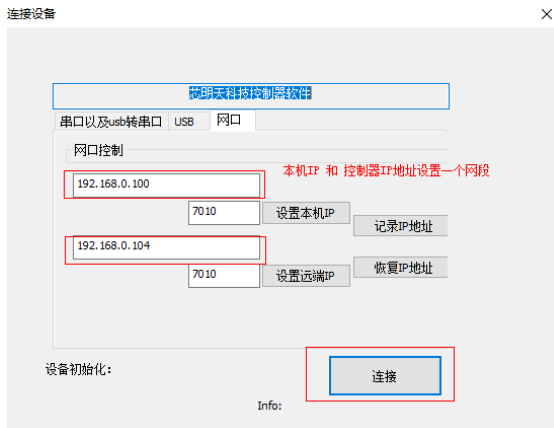 连接设备
芯明天科技控制器软件
串口以及usb转串口 USB 网口
网口控制
本机IP 和 控制器IP地址设置一个网段
192.168.0.100
7010 设置本机IP 记录IP地址
192.168.0.104
7010 设置远端IP 恢复IP地址
设备初始化: 连接
Info: